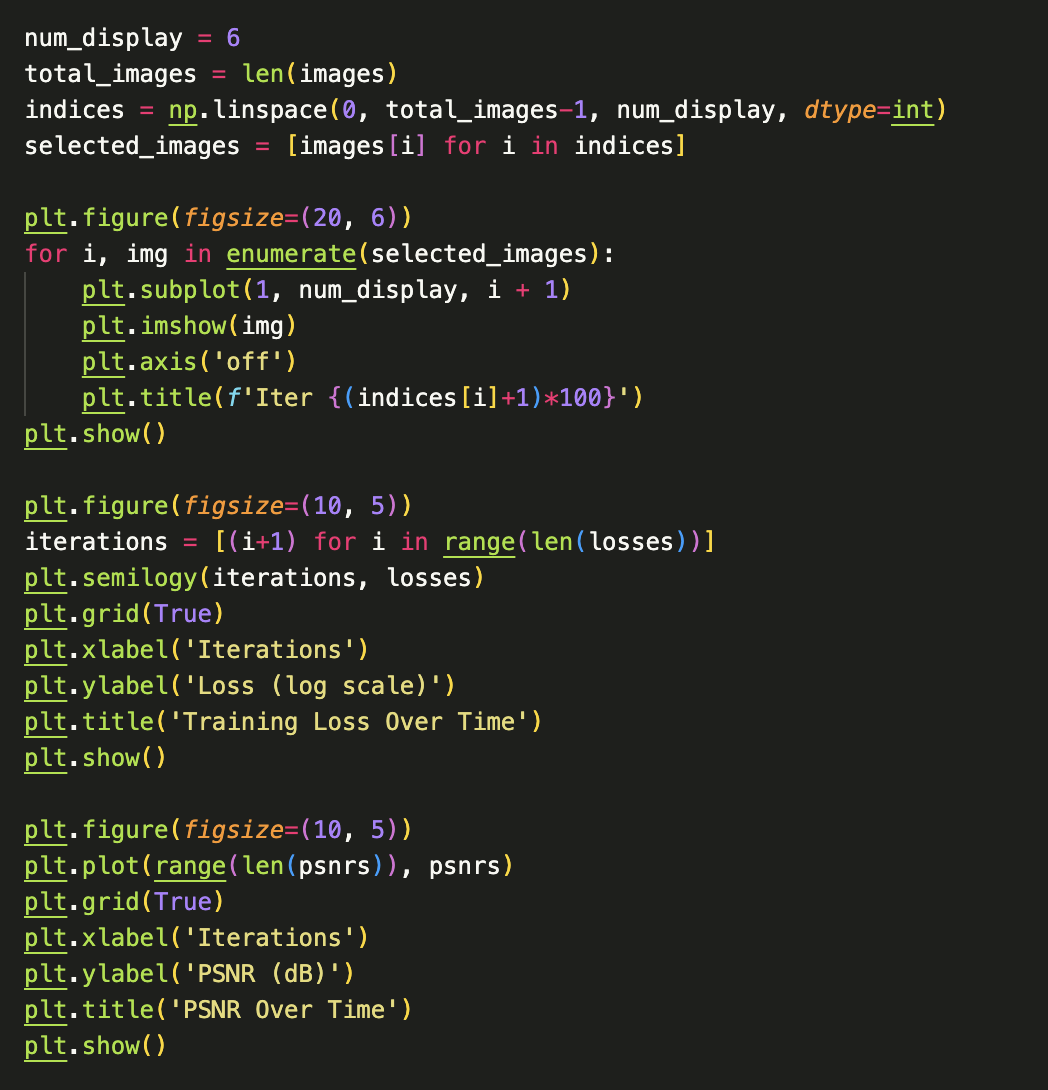 num_display = 6
total_images = len(images)
indices = np.linspace(0, total_images-1, num_display, dtype=int)
selected_images = [images[i] for i in indices]

plt.figure(figsize=(20, 6))
for i, img in enumerate(selected_images):
    plt.subplot(1, num_display, i + 1)
    plt.imshow(img)
    plt.axis('off')
    plt.title(f'Iter {(indices[i]+1)*100}')
plt.show()

plt.figure(figsize=(10, 5))
iterations = [(i+1) for i in range(len(losses))]
plt.semilogy(iterations, losses)
plt.grid(True)
plt.xlabel('Iterations')
plt.ylabel('Loss (log scale)')
plt.title('Training Loss Over Time')
plt.show()

plt.figure(figsize=(10, 5))
plt.plot(range(len(psnrs)), psnrs)
plt.grid(True)
plt.xlabel('Iterations')
plt.ylabel('PSNR (dB)')
plt.title('PSNR Over Time')
plt.show()